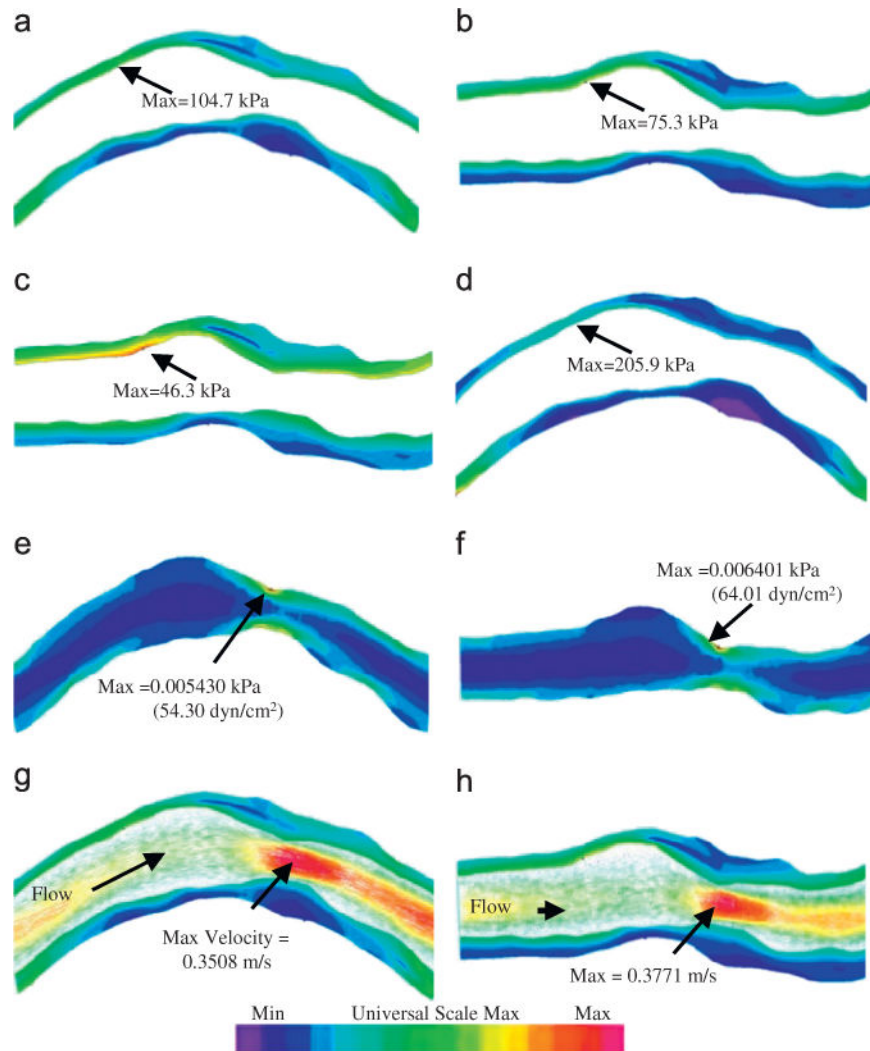 a
b
Max=104.7 kPa
Max=75.3 kPa
c
d
Max=46.3 kPa
Max=205.9 kPa
e
f
Max =0.006401 kPa
(64.01 dyn/cm²)
Max =0.005430 kPa
(54.30 dyn/cm²)
g
h
Flow
Flow
Max Velocity =
0.3508 m/s
Max = 0.3771 m/s
Min Universal Scale Max Max